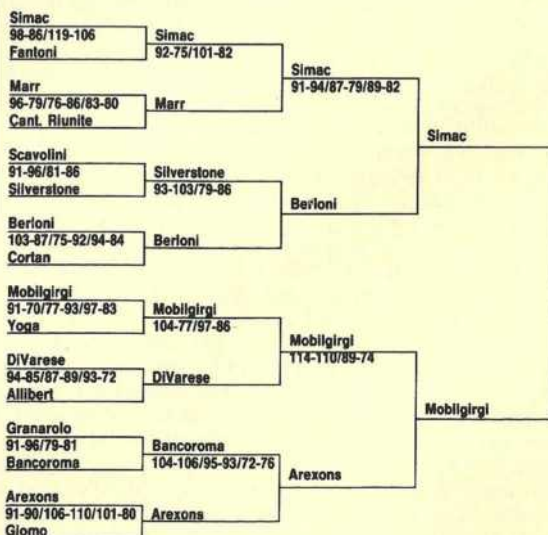 Simac
98-86/119-106
Fantoni
Simac
92-75/101-82
Marr
96-79/76-86/83-80
Cant. Riunite
Marr
Simac
91-94/87-79/89-82
Scavolini
91-96/81-86
Silverstone
Silverstone
93-103/79-86
Berloni
103-87/75-92/94-84
Cortan
Berloni
Berloni
Simac
Mobilgirgi
91-70/77-93/97-83
Yoga
Mobilgirgi
104-77/97-86
DiVarese
94-85/87-89/93-72
Allibert
DiVarese
Mobilgirgi
114-110/89-74
Granarolo
91-96/79-81
Bancoroma
Bancoroma
104-106/95-93/72-76
Arexons
91-90/106-110/101-80
Giomo
Arexons
Arexons
Mobilgirgi